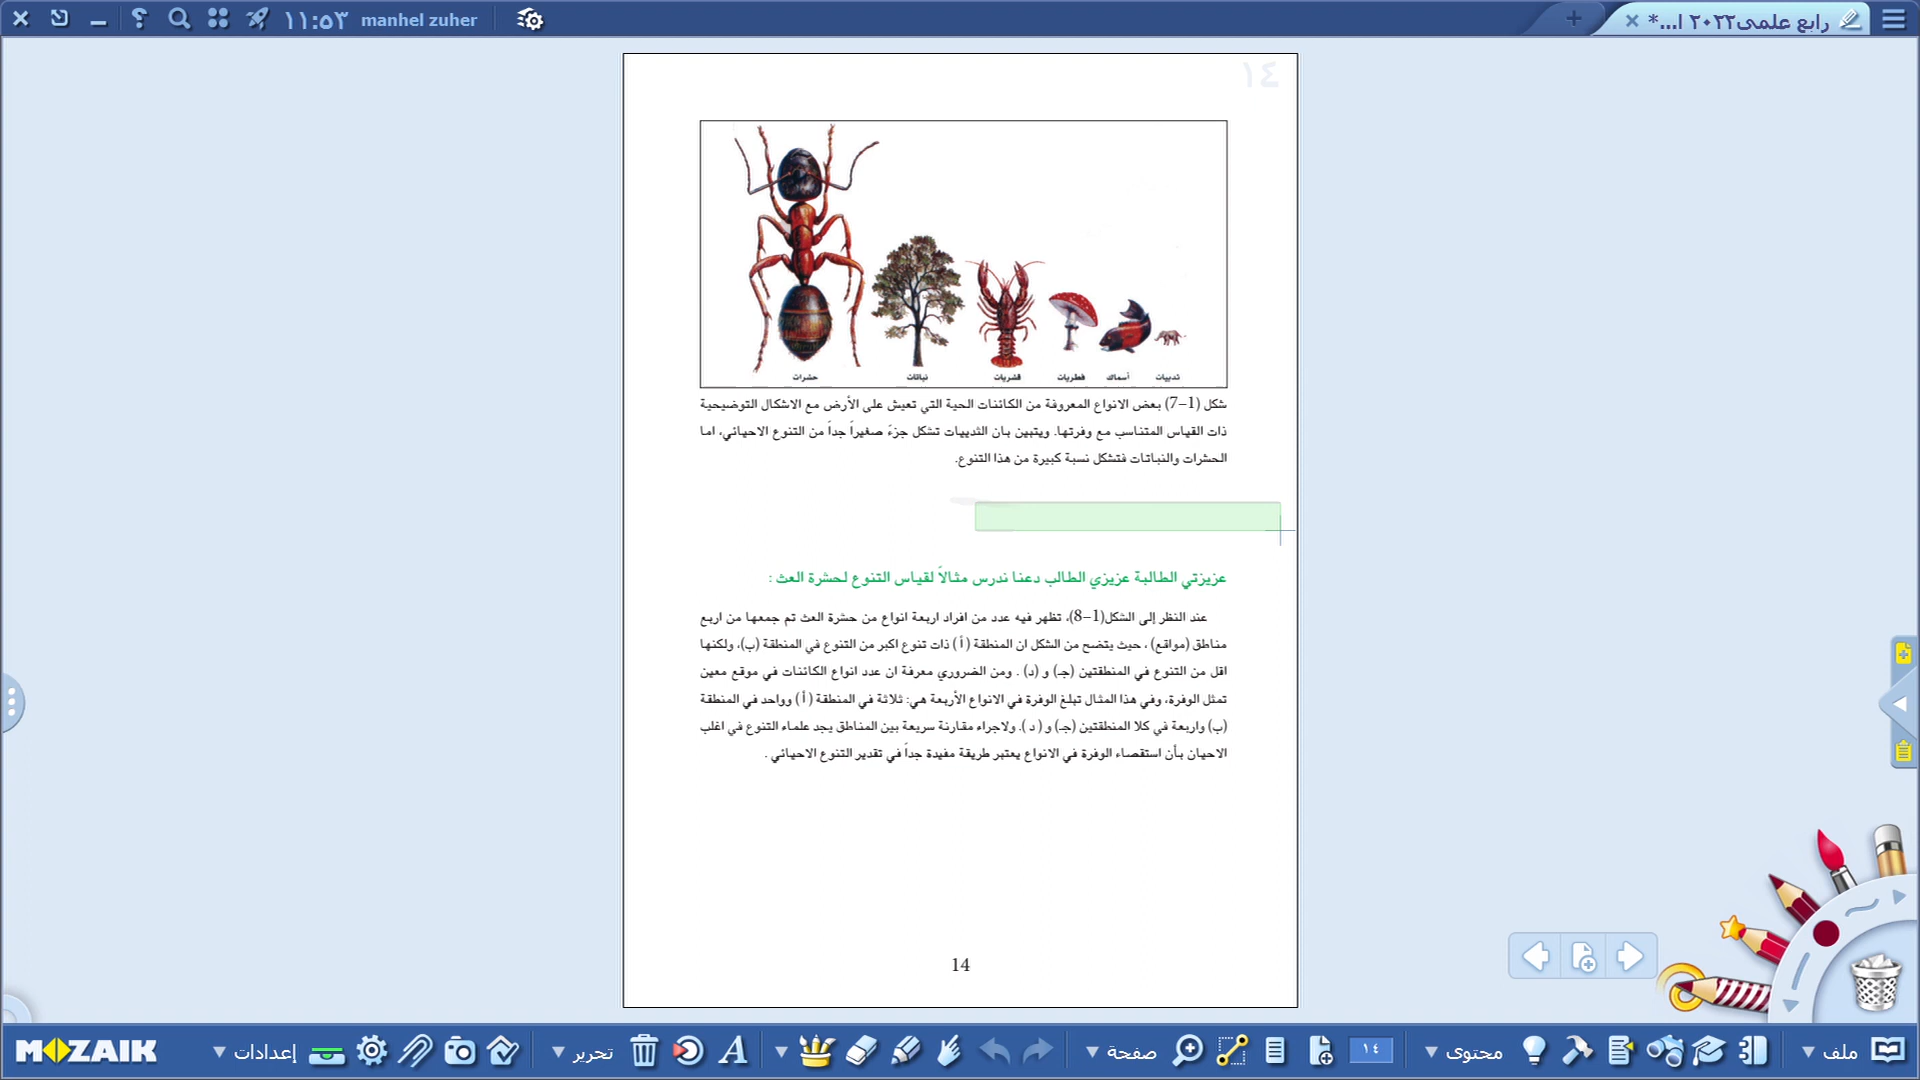 manhel zuher ١١:٥٣
رابع علمى٢٠٢٢ ا...*
١٤
حشرات نباتات قشريات فطريات أسماك ثدييات
شكل (1–7) بعض الانواع المعروفة من الكائنات الحية التي تعيش على الأرض مع الاشكال التوضيحية
ذات القياس المتناسب مع وفرتها. ويتبين بان الثدييات تشكل جزءَ صغيراً جداً من التنوع الاحيائي، اما
الحشرات والنباتات فتشكل نسبة كبيرة من هذا التنوع.
عزيزتي الطالبة عزيزي الطالب دعنا ندرس مثالاً لقياس التنوع لحشرة العث :
عند النظر إلى الشكل(1–8)، تظهر فيه عدد من افراد اربعة انواع من حشرة العث تم جمعها من اربع
مناطق (مواقع) ، حيث يتضح من الشكل ان المنطقة ( أ ) ذات تنوع اكبر من التنوع في المنطقة (ب)، ولكنها
اقل من التنوع في المنطقتين (جـ) و (د) . ومن الضروري معرفة ان عدد انواع الكائنات في موقع معين
تمثل الوفرة، وفي هذا المثال تبلغ الوفرة في الانواع الأربعة هي: ثلاثة في المنطقة ( أ ) وواحد في المنطقة
(ب) واربعة في كلا المنطقتين (جـ) و ( د ). ولاجراء مقارنة سريعة بين المناطق يجد علماء التنوع في اغلب
الاحيان بأن استقصاء الوفرة في الانواع يعتبر طريقة مفيدة جداً في تقدير التنوع الاحيائي .
14
ملف
محتوى
١٤
صفحة
تحرير
إعدادات
MOZAIK